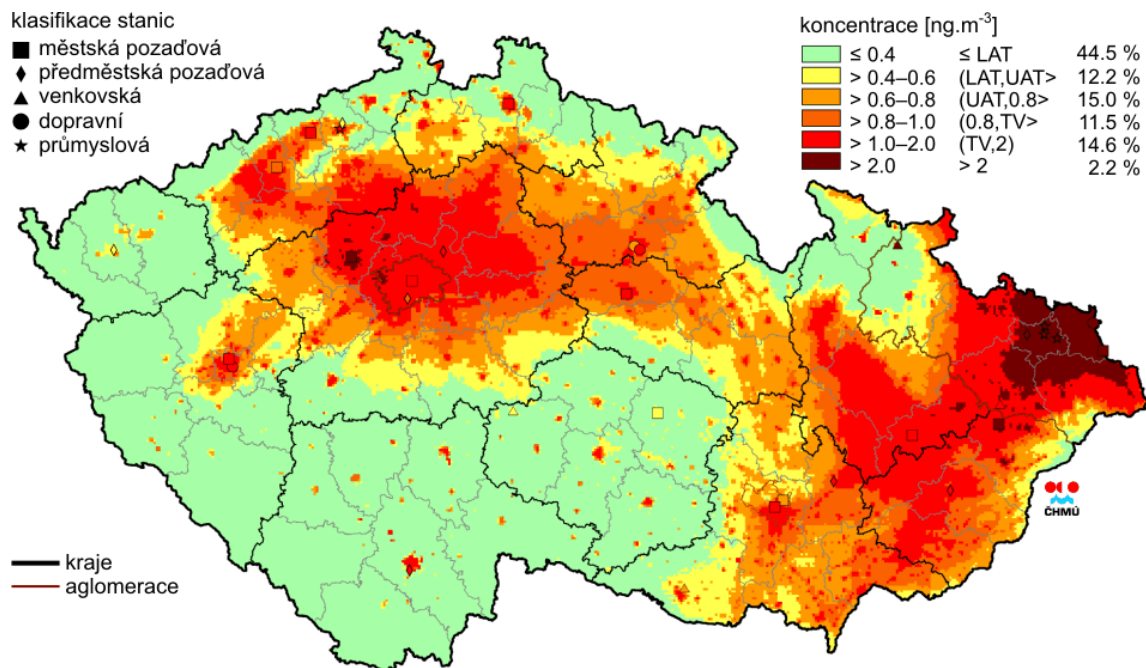 klasifikace stanic
městská pozaďová
předměstská pozaďová
venkovská
dopravní
průmyslová
koncentrace [ng.m-3]
≤ 0.4 ≤ LAT 44.5 %
> 0.4–0.6 (LAT,UAT> 12.2 %
> 0.6–0.8 (UAT,0.8> 15.0 %
> 0.8–1.0 (0.8,TV> 11.5 %
> 1.0–2.0 (TV,2) 14.6 %
> 2.0 > 2 2.2 %
ČHMÚ
kraje
aglomerace